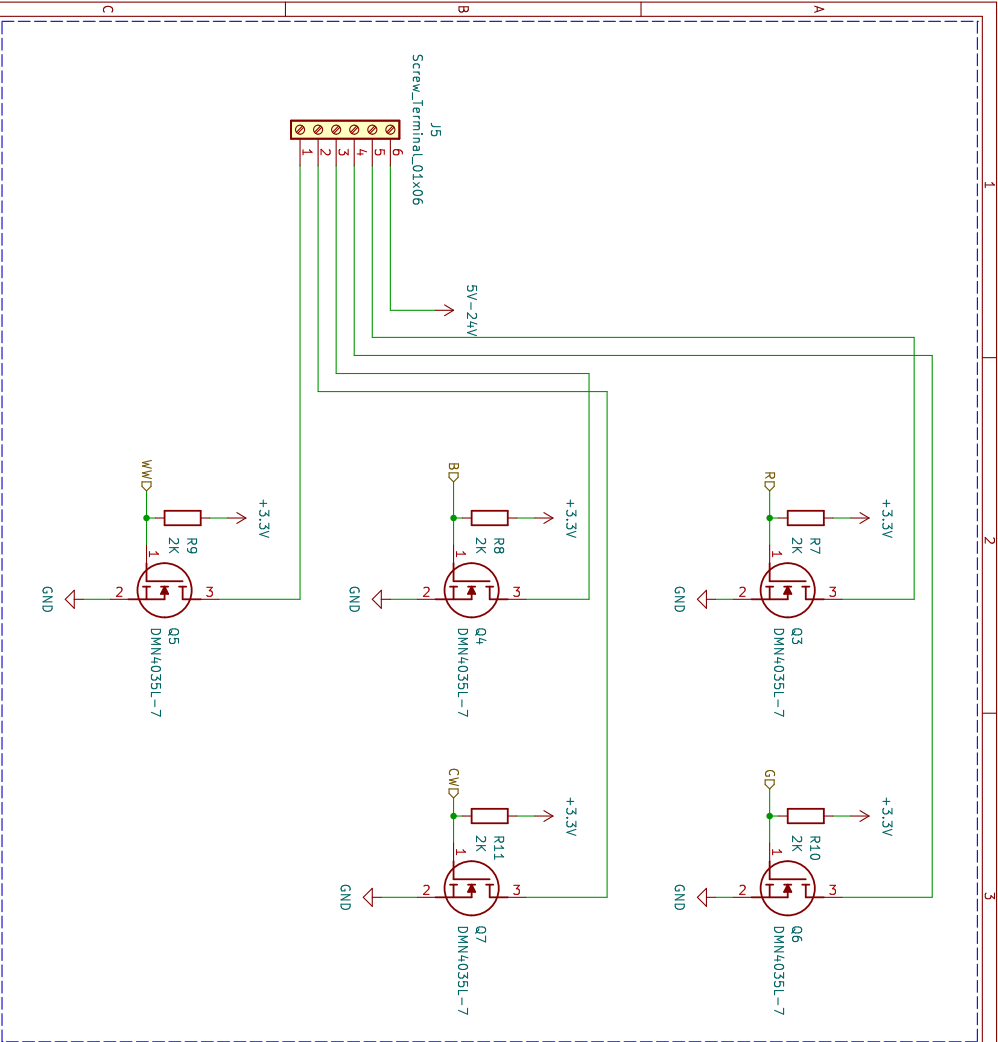 1
2
3
A
B
C
J5
Screw_Terminal_01x06
6
5
4
3
2
1
5V-24V
+3.3V
R
R7
2K
1
3
2
Q3
DMN4035L-7
GND
+3.3V
G
R10
2K
1
3
2
Q6
DMN4035L-7
GND
+3.3V
B
R8
2K
1
3
2
Q4
DMN4035L-7
GND
+3.3V
CW
R11
2K
1
3
2
Q7
DMN4035L-7
GND
+3.3V
WW
R9
2K
1
3
2
Q5
DMN4035L-7
GND